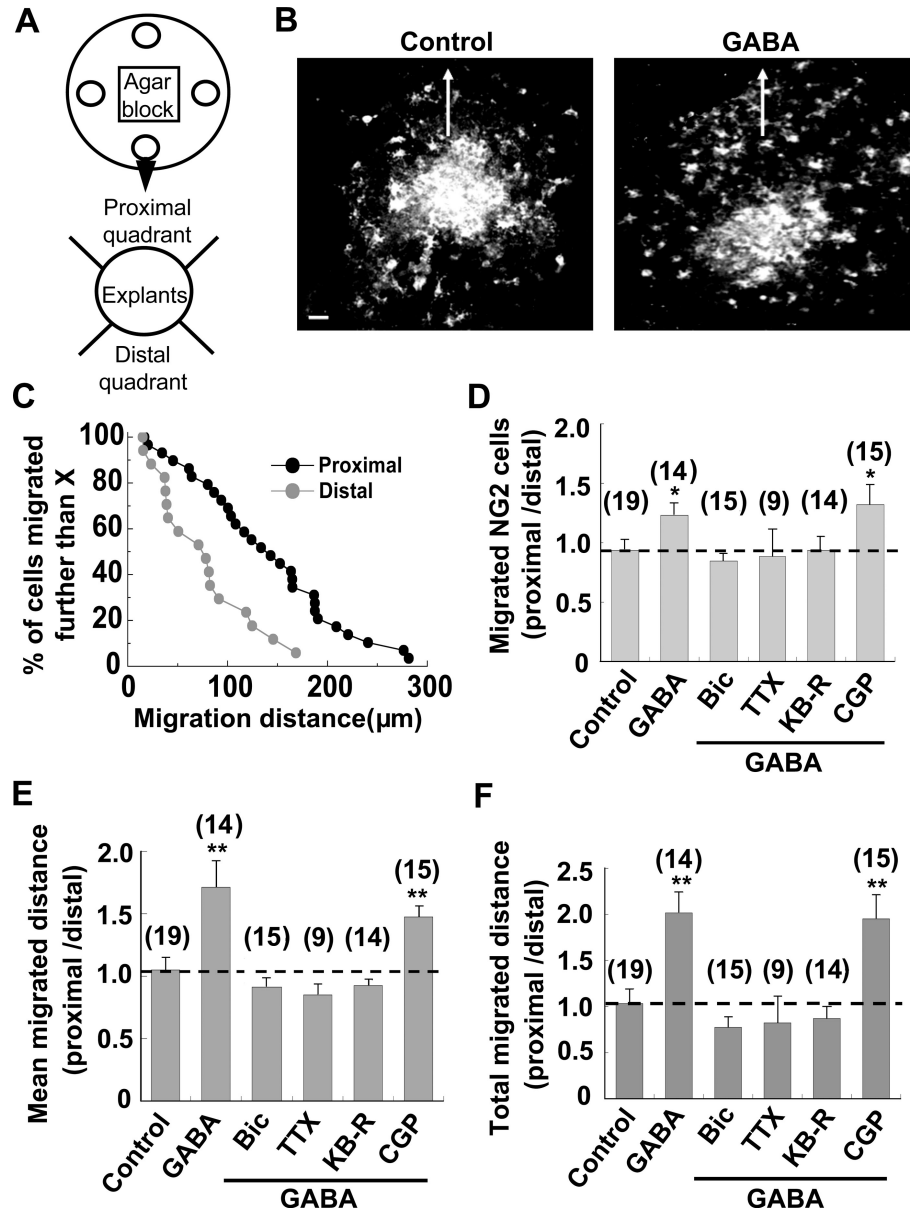 A
Agar
block
Proximal
quadrant
Explants
Distal
quadrant
B
Control
GABA
C
% of cells migrated
further than X
100
80
60
40
20
0
0
100
200
300
Migration distance(µm)
Proximal
Distal
D
Migrated NG2 cells
(proximal /distal)
2.0
1.5
1.0
0.5
0
(19)
(14)
*
(15)
(9)
(14)
(15)
*
Control
GABA
Bic
TTX
KB-R
CGP
GABA
E
Mean migrated distance
(proximal /distal)
2.0
1.5
1.0
0.5
0
(19)
(14)
**
(15)
(9)
(14)
(15)
**
Control
GABA
Bic
TTX
KB-R
CGP
GABA
F
Total migrated distance
(proximal /distal)
2.5
2.0
1.5
1.0
0.5
0
(19)
(14)
**
(15)
(9)
(14)
(15)
**
Control
GABA
Bic
TTX
KB-R
CGP
GABA